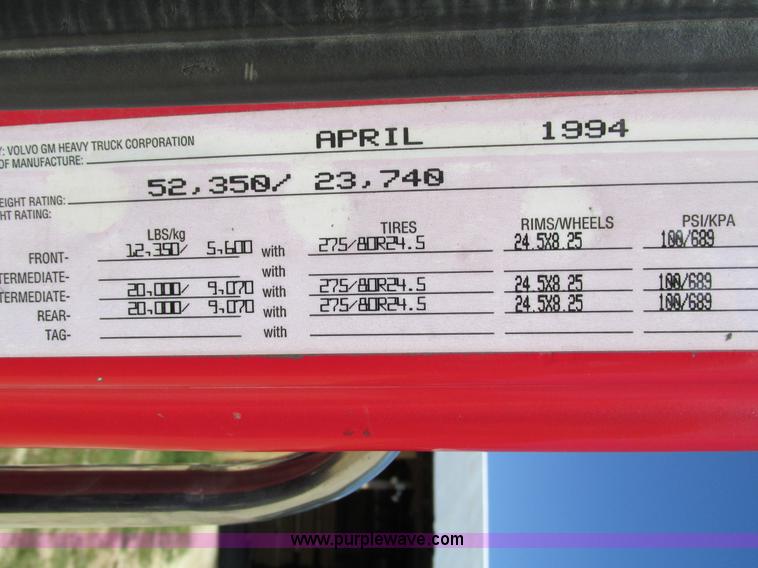 Y: VOLVO GM HEAVY TRUCK CORPORATION
OF MANUFACTURE: APRIL 1994
EIGHT RATING: 52,350/ 23,740
HT RATING:
LBS/kg TIRES RIMS/WHEELS PSI/KPA
FRONT- 12,350/ 5,600 with 275/80R24.5 24.5X8.25 100/689
TERMEDIATE- with
TERMEDIATE- 20,000/ 9,070 with 275/80R24.5 24.5X8.25 100/689
REAR- 20,000/ 9,070 with 275/80R24.5 24.5X8.25 100/689
TAG- with
www.purplewave.com